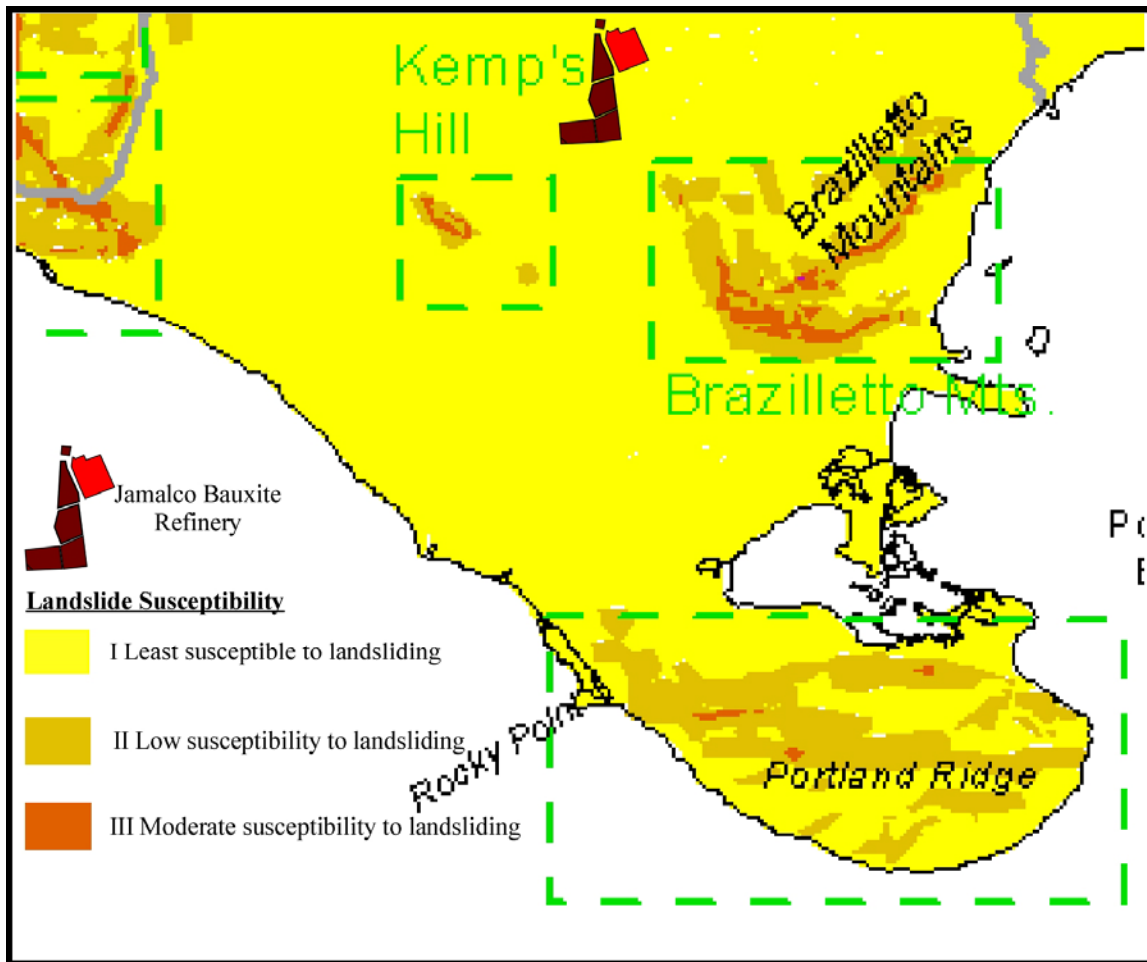 Kemp's
Hill
Brazilletto
Mountains
Brazilletto Mts.
Jamalco Bauxite
Refinery
Landslide Susceptibility
I Least susceptible to landsliding
II Low susceptibility to landsliding
III Moderate susceptibility to landsliding
Rocky Point
Portland Ridge